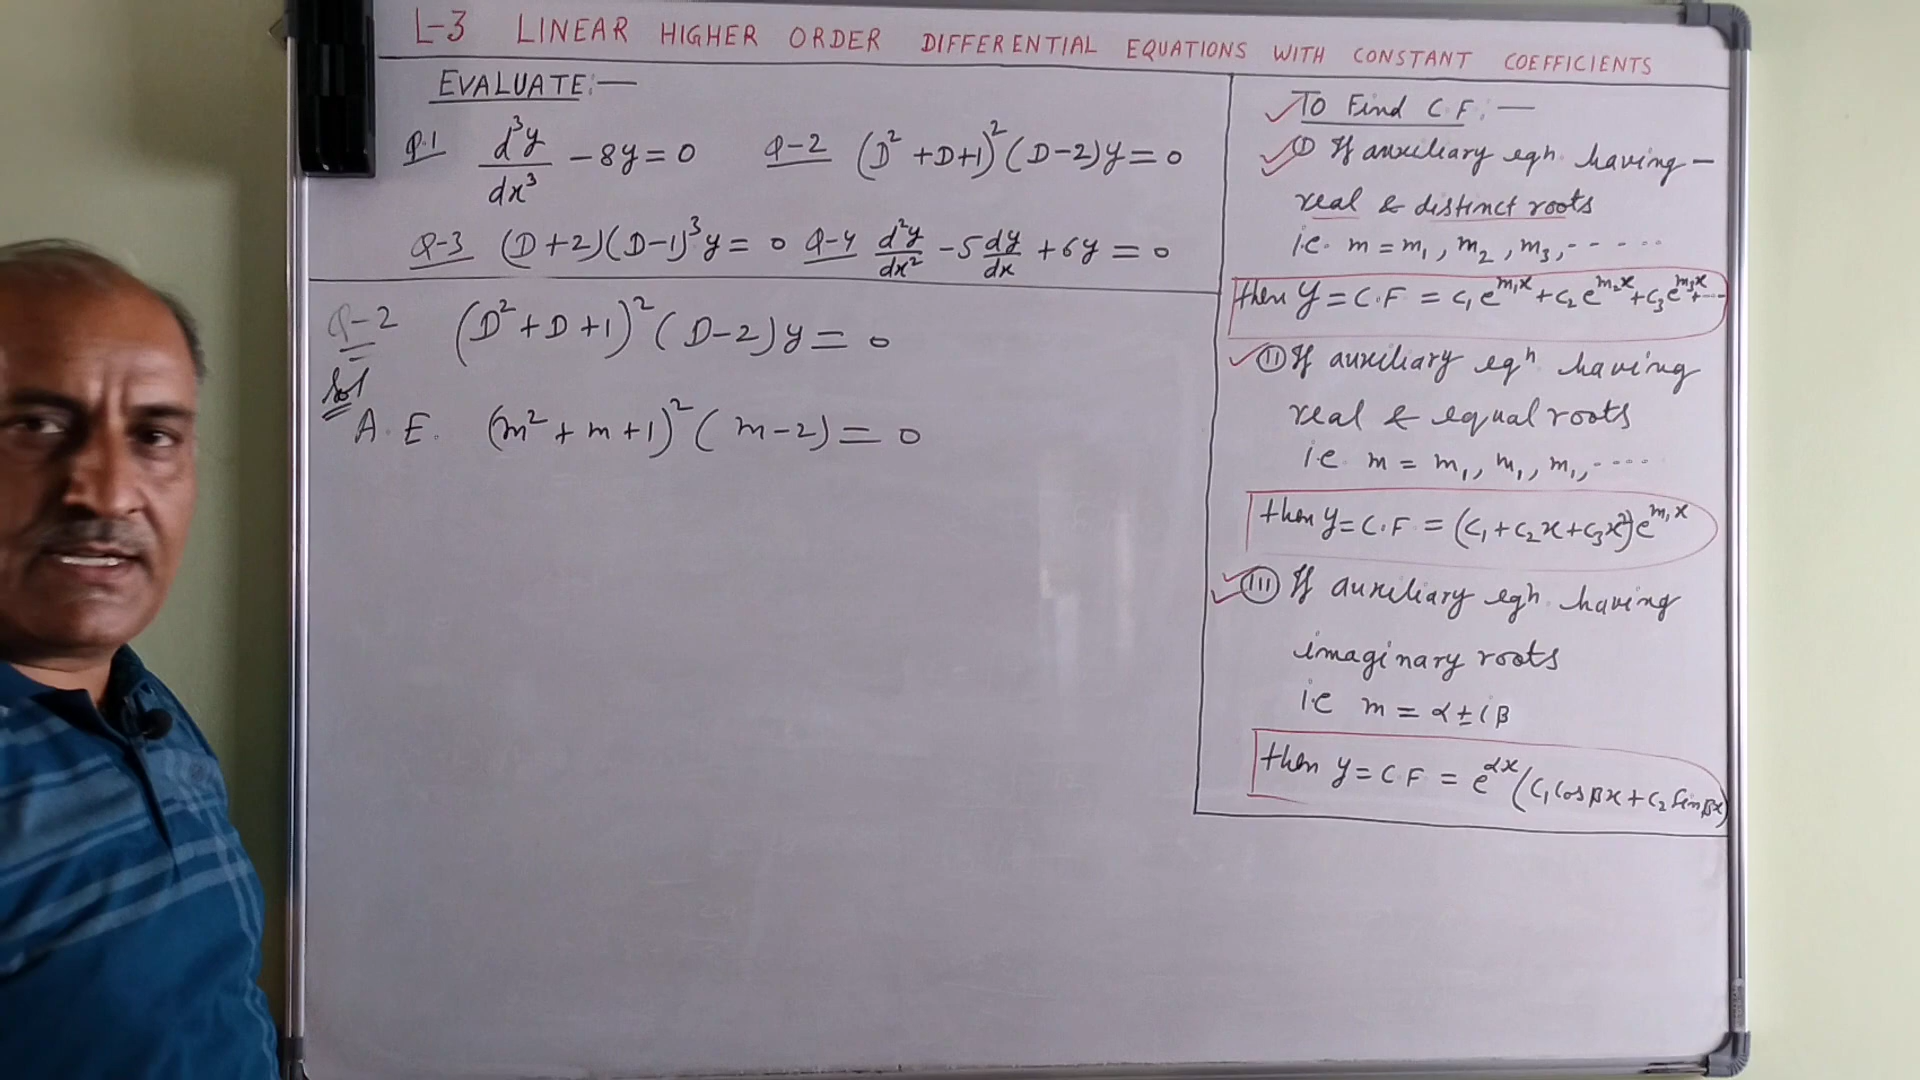 L-3 LINEAR HIGHER ORDER DIFFERENTIAL EQUATIONS WITH CONSTANT COEFFICIENTS
EVALUATE:—
Q.1 d³y/dx³ − 8y = 0 Q-2 (D² + D + 1)² (D − 2)y = 0
Q-3 (D + 2)(D − 1)³y = 0 Q-4 d²y/dx² − 5 dy/dx + 6y = 0
Q-2 (D² + D + 1)² (D − 2)y = 0
Sol
A.E. (m² + m + 1)² (m − 2) = 0
To Find C.F.:—
(I) If auxiliary eqn. having —
real & distinct roots
i.e. m = m₁, m₂, m₃, ------
then y = C.F = c₁e^{m₁x} + c₂e^{m₂x} + c₃e^{m₃x} + ---
(II) If auxiliary eqn having
real & equal roots
i.e m = m₁, m₁, m₁, ----
then y = C.F = (c₁ + c₂x + c₃x²)e^{m₁x}
(III) If auxiliary eqn. having
imaginary roots
i.e m = α ± iβ
then y = C F = e^{αx}(c₁ cos βx + c₂ sin βx)